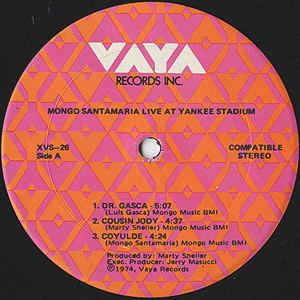 VAYA
RECORDS INC.
MONGO SANTAMARIA LIVE AT YANKEE STADIUM
XVS-26
Side A
COMPATIBLE
STEREO
1. DR. GASCA - 5:07
(Luis Gasca) Mongo Music BMI
2. COUSIN JODY - 4:37
(Marty Sheller) Mongo Music BMI
3. COYULDE - 4:24
(Mongo Santamaria) Mongo Music BMI
Produced by: Marty Sheller
Exec. Producer: Jerry Masucci
℗1974, Vaya Records